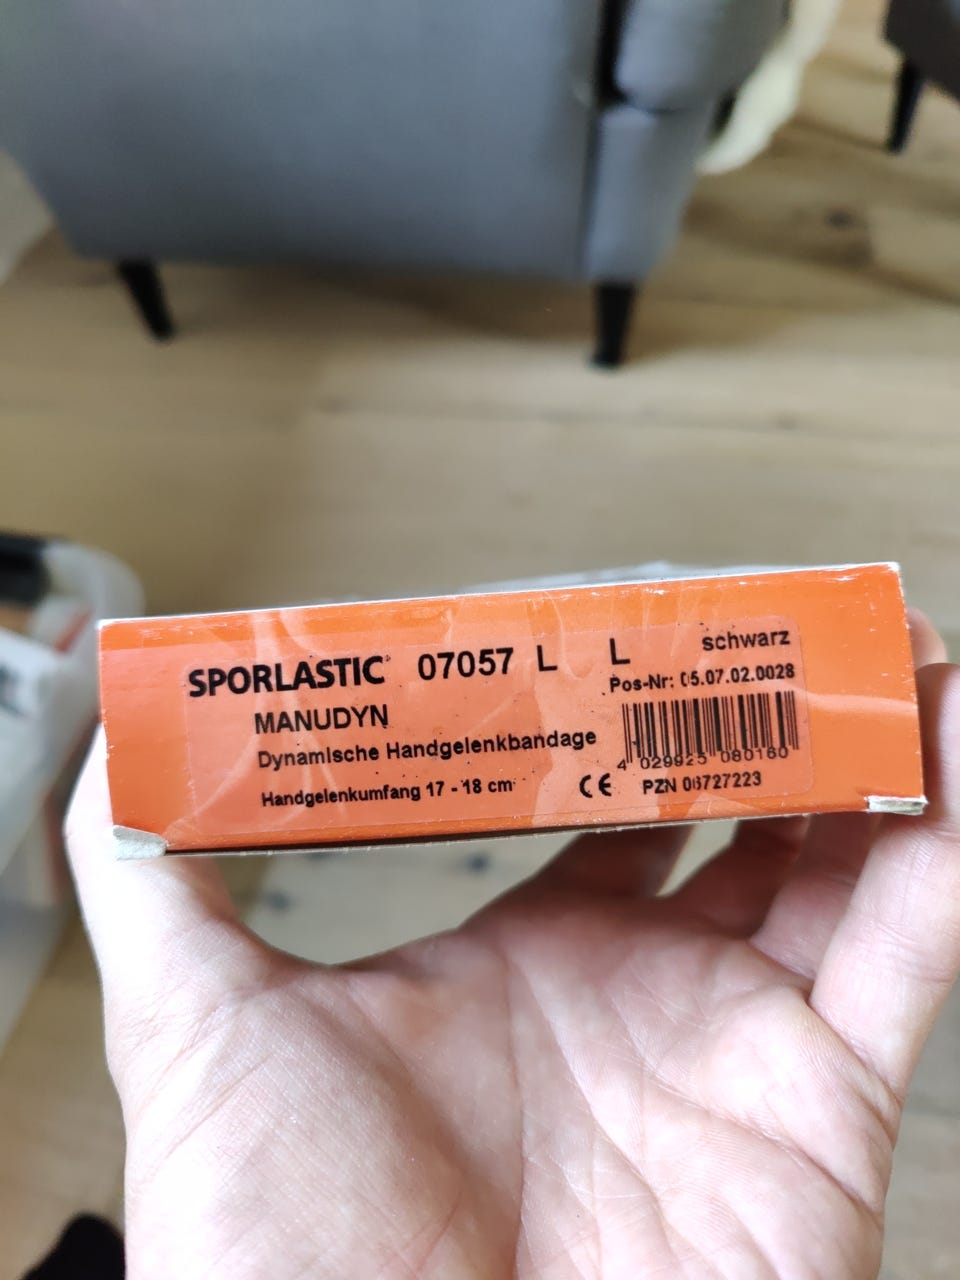 SPORLASTIC 07057 L L schwarz
Pos-Nr: 05.07.02.0028
MANUDYN
Dynamische Handgelenkbandage
4 029925 080160
Handgelenkumfang 17 - 18 cm CE PZN 06727223